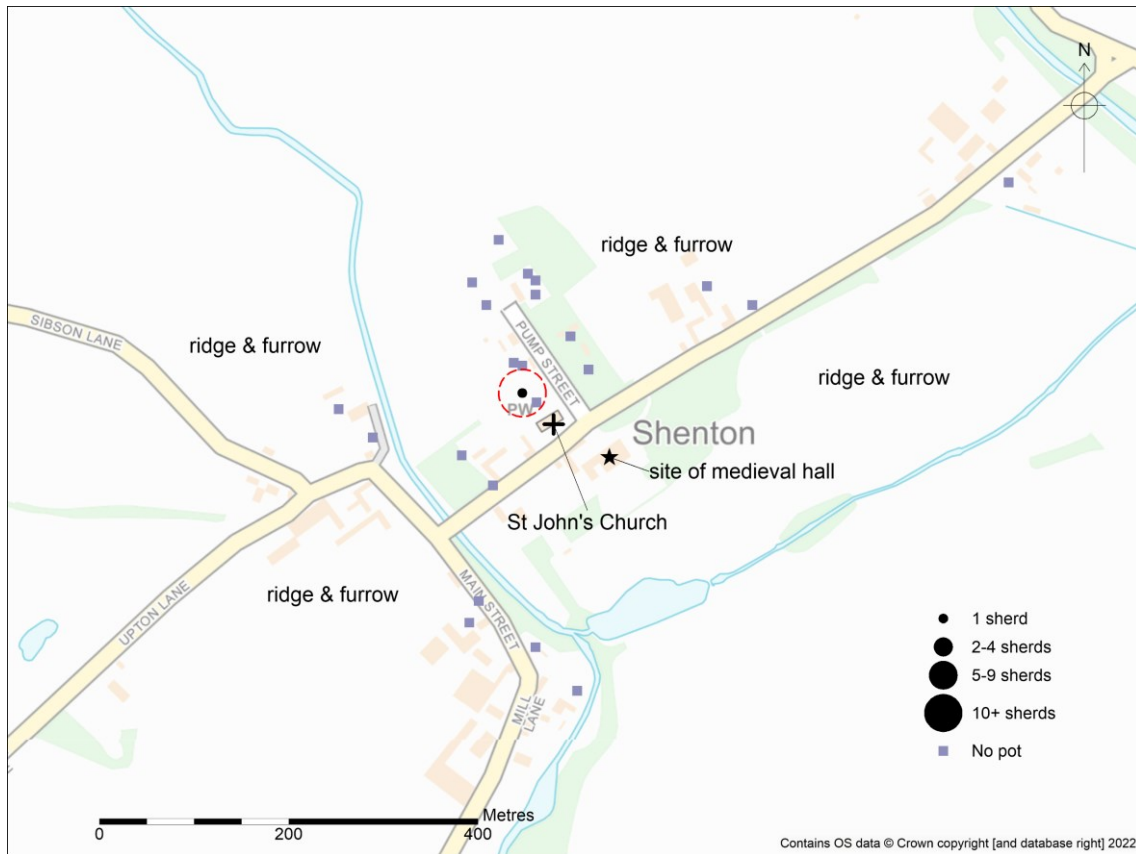 N
ridge & furrow
SIBSON LANE
ridge & furrow
PUMP STREET
ridge & furrow
PW
Shenton
site of medieval hall
St John's Church
ridge & furrow
MAIN STREET
UPTON LANE
MILL
LANE
1 sherd
2-4 sherds
5-9 sherds
10+ sherds
No pot
Metres
0 200 400
Contains OS data © Crown copyright [and database right] 2022